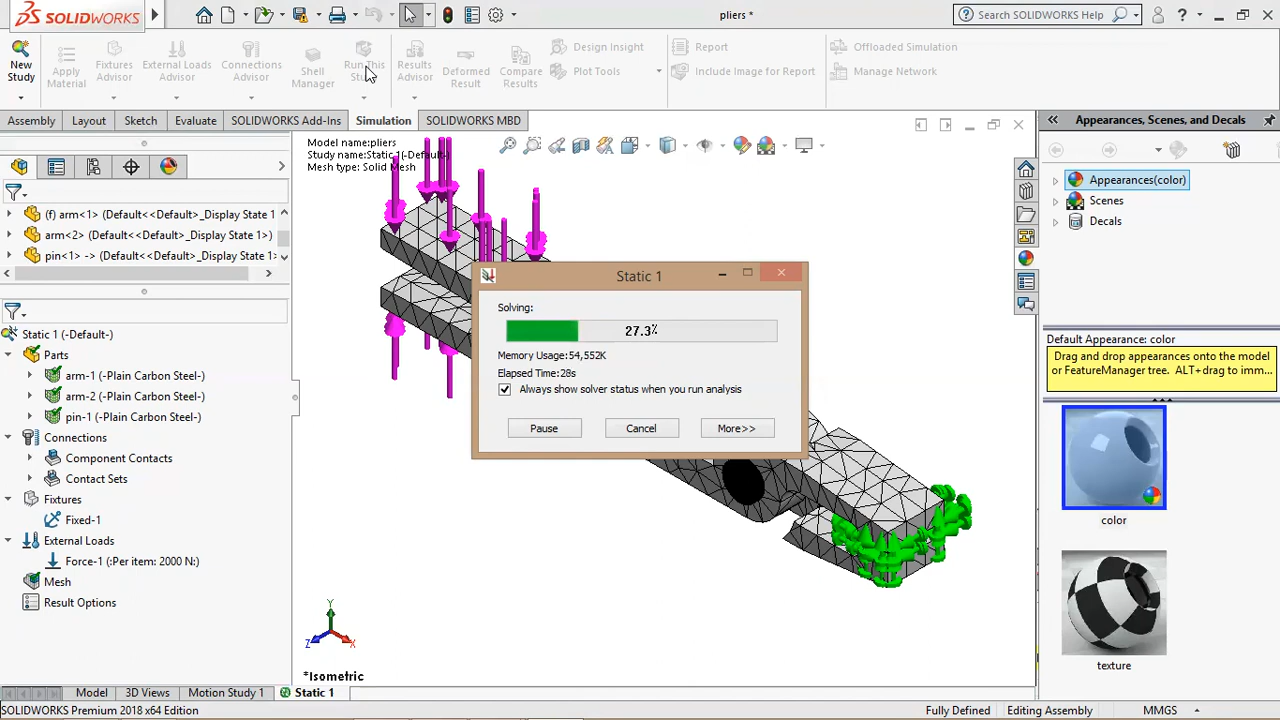 SOLIDWORKS
pliers *
Search SOLIDWORKS Help
New Study
Apply Material
Fixtures Advisor
External Loads Advisor
Connections Advisor
Shell Manager
Run This Study
Results Advisor
Deformed Result
Compare Results
Design Insight
Plot Tools
Report
Include Image for Report
Offloaded Simulation
Manage Network
Assembly
Layout
Sketch
Evaluate
SOLIDWORKS Add-Ins
Simulation
SOLIDWORKS MBD
Model name:pliers
Study name:Static 1(-Default-)
Mesh type: Solid Mesh
(f) arm<1> (Default<<Default>_Display State 1
arm<2> (Default<<Default>_Display State 1>)
pin<1> -> (Default<<Default>_Display State 1
Static 1 (-Default-)
Parts
arm-1 (-Plain Carbon Steel-)
arm-2 (-Plain Carbon Steel-)
pin-1 (-Plain Carbon Steel-)
Connections
Component Contacts
Contact Sets
Fixtures
Fixed-1
External Loads
Force-1 (:Per item: 2000 N:)
Mesh
Result Options
Static 1
Solving:
27.3%
Memory Usage:54,552K
Elapsed Time:28s
Always show solver status when you run analysis
Pause
Cancel
More>>
Y
Z
X
*Isometric
Appearances, Scenes, and Decals
Appearances(color)
Scenes
Decals
Default Appearance: color
Drag and drop appearances onto the model
or FeatureManager tree. ALT+drag to imm...
color
texture
Model
3D Views
Motion Study 1
Static 1
SOLIDWORKS Premium 2018 x64 Edition
Fully Defined
Editing Assembly
MMGS